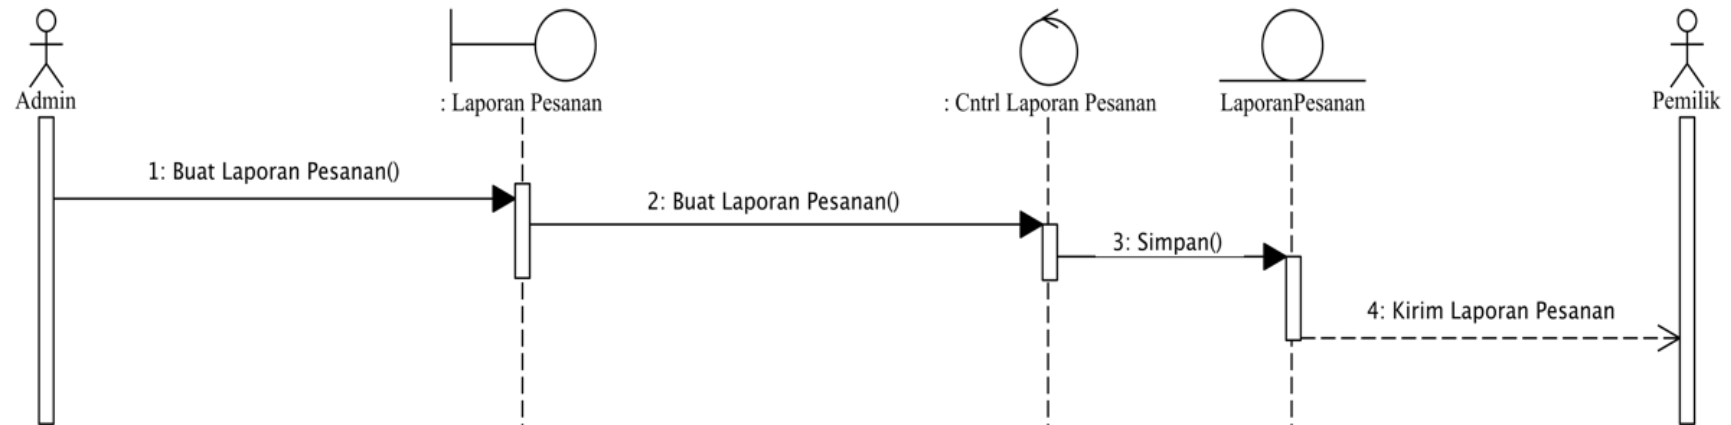 Admin
: Laporan Pesanan
: Cntrl Laporan Pesanan
LaporanPesanan
Pemilik
1: Buat Laporan Pesanan()
2: Buat Laporan Pesanan()
3: Simpan()
4: Kirim Laporan Pesanan